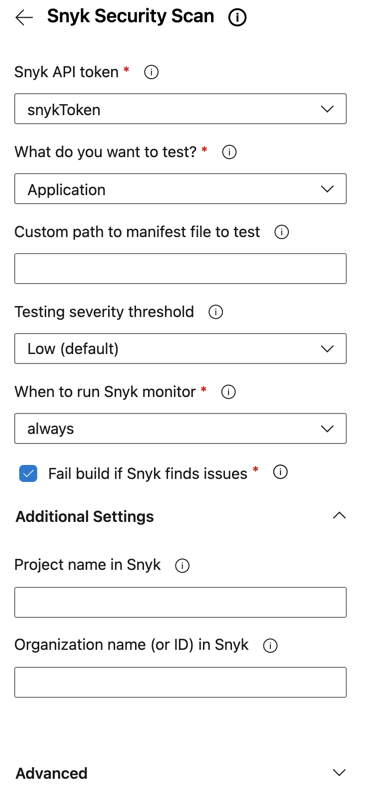 Snyk Security Scan
Snyk API token *
snykToken
What do you want to test? *
Application
Custom path to manifest file to test
Testing severity threshold
Low (default)
When to run Snyk monitor *
always
Fail build if Snyk finds issues *
Additional Settings
Project name in Snyk
Organization name (or ID) in Snyk
Advanced